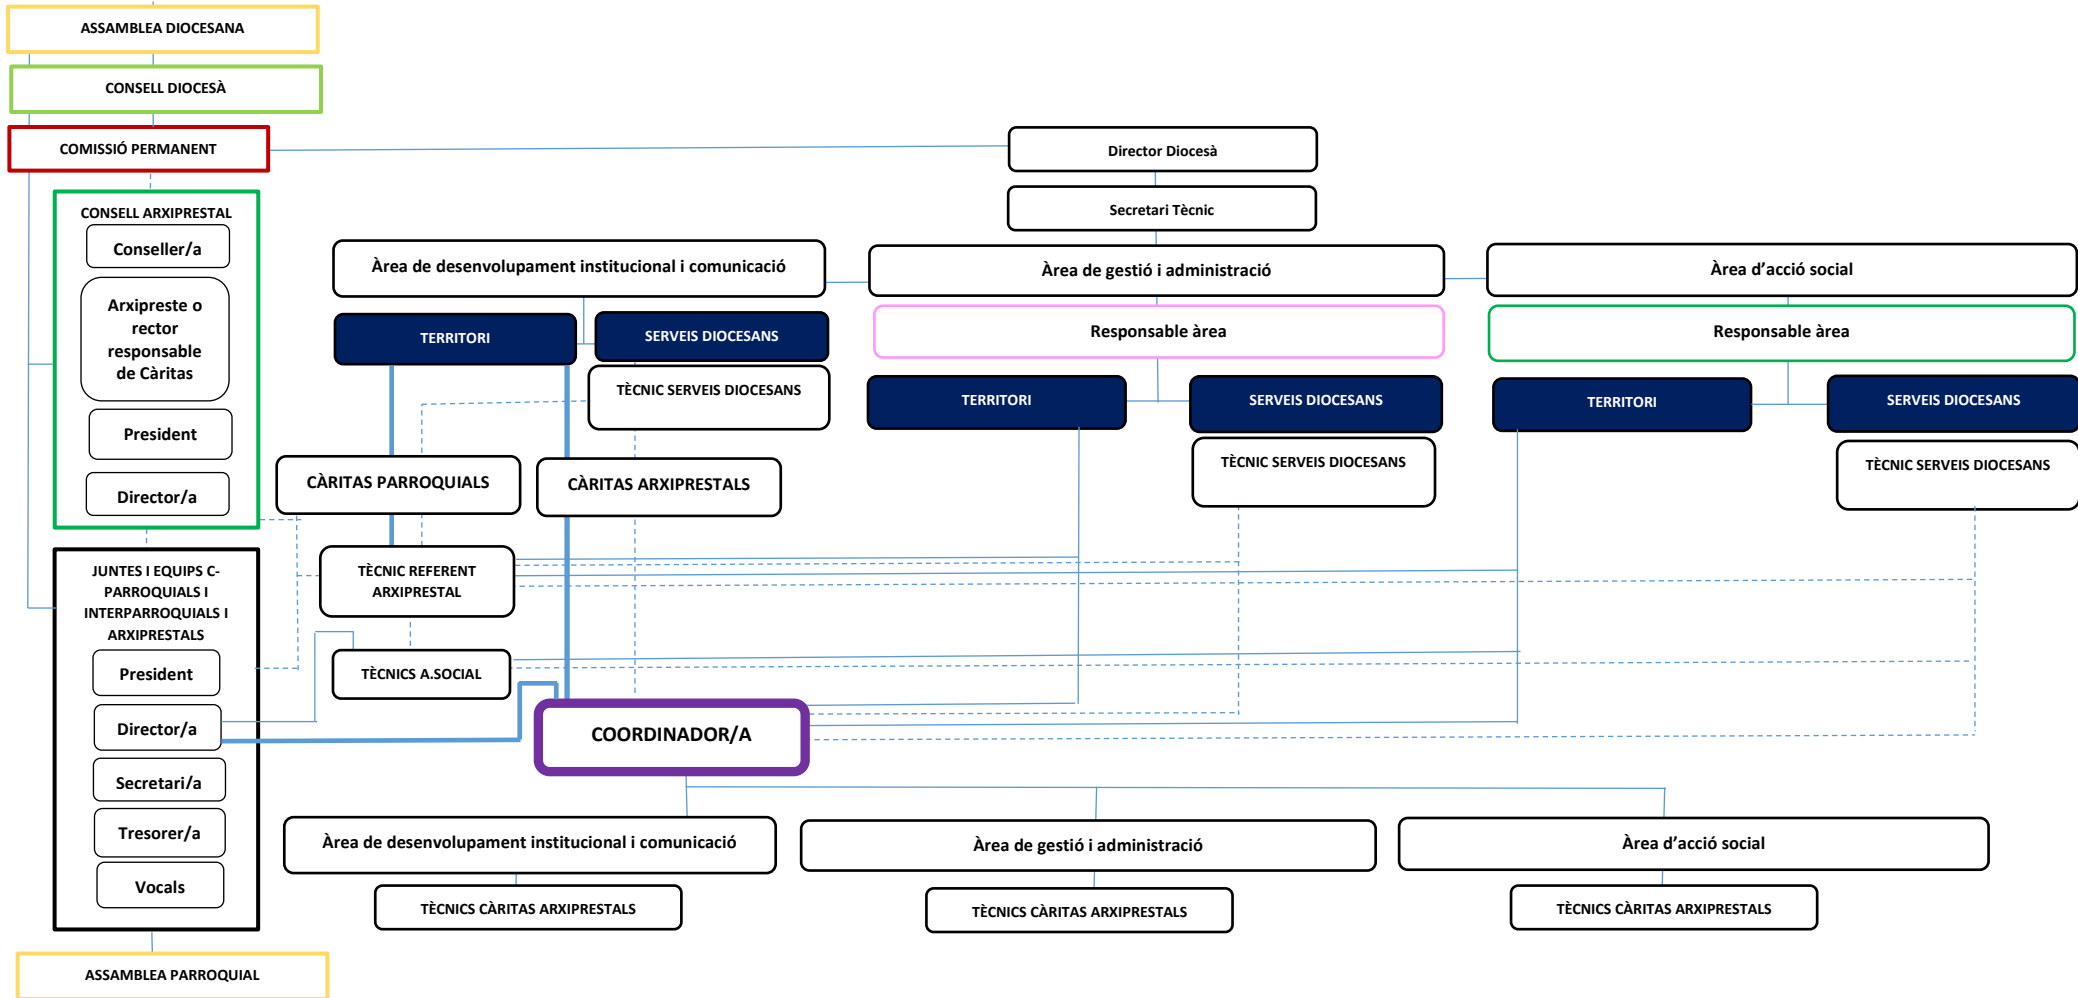 ASSAMBLEA DIOCESANA
CONSELL DIOCESÀ
COMISSIÓ PERMANENT
Director Diocesà
Secretari Tècnic
CONSELL ARXIPRESTAL
Conseller/a
Arxipreste o
rector
responsable
de Càritas
President
Director/a
Àrea de desenvolupament institucional i comunicació
Àrea de gestió i administració
Àrea d’acció social
TERRITORI
SERVEIS DIOCESANS
TÈCNIC SERVEIS DIOCESANS
Responsable àrea
TERRITORI
SERVEIS DIOCESANS
TÈCNIC SERVEIS DIOCESANS
Responsable àrea
TERRITORI
SERVEIS DIOCESANS
TÈCNIC SERVEIS DIOCESANS
CÀRITAS PARROQUIALS
CÀRITAS ARXIPRESTALS
TÈCNIC REFERENT
ARXIPRESTAL
TÈCNICS A.SOCIAL
JUNTES I EQUIPS C-
PARROQUIALS I
INTERPARROQUIALS I
ARXIPRESTALS
President
Director/a
Secretari/a
Tresorer/a
Vocals
COORDINADOR/A
Àrea de desenvolupament institucional i comunicació
Àrea de gestió i administració
Àrea d’acció social
TÈCNICS CÀRITAS ARXIPRESTALS
TÈCNICS CÀRITAS ARXIPRESTALS
TÈCNICS CÀRITAS ARXIPRESTALS
ASSAMBLEA PARROQUIAL